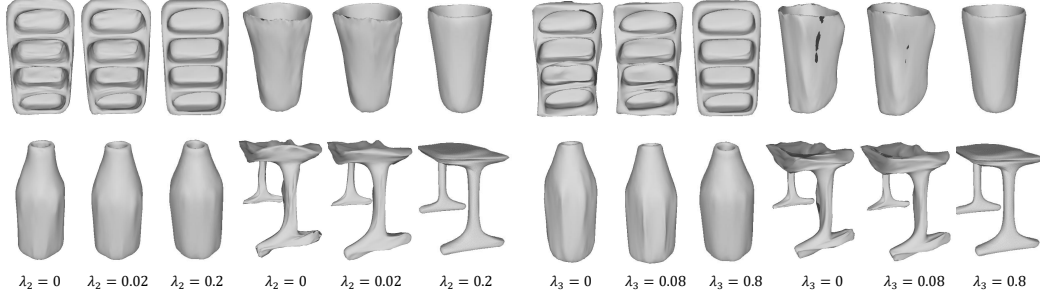 λ₂ = 0 λ₂ = 0.02 λ₂ = 0.2 λ₂ = 0 λ₂ = 0.02 λ₂ = 0.2 λ₃ = 0 λ₃ = 0.08 λ₃ = 0.8 λ₃ = 0 λ₃ = 0.08 λ₃ = 0.8